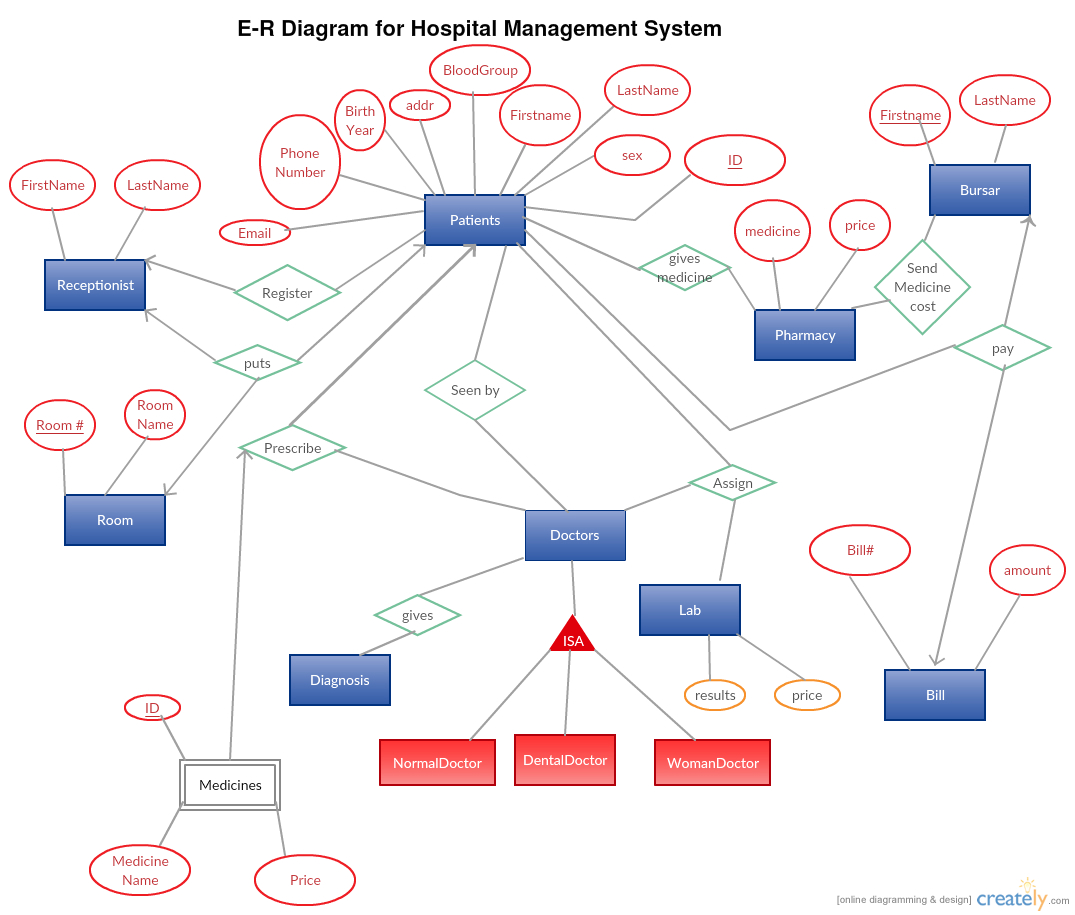 E-R Diagram for Hospital Management System
BloodGroup
LastName
Birth
Year
addr
Firstname
Firstname
LastName
Phone
Number
sex
ID
FirstName
LastName
Email
Patients
Bursar
medicine
price
Receptionist
Register
gives
medicine
Send
Medicine
cost
Pharmacy
puts
Seen by
pay
Room #
Room
Name
Prescribe
Assign
Room
Doctors
Bill#
amount
gives
Lab
ISA
Diagnosis
results
price
Bill
ID
NormalDoctor
DentalDoctor
WomanDoctor
Medicines
Medicine
Name
Price
[online diagramming & design] creately.com